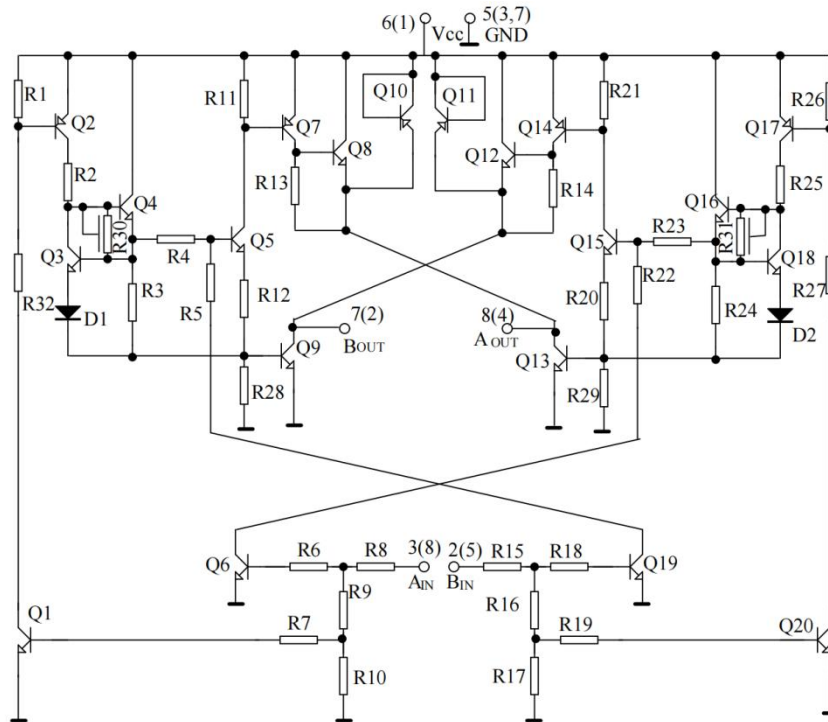 6(1) 5(3,7)
Vcc GND
R1 Q2 R11 Q7 Q8 Q10 Q11 Q12 Q14 R21 Q17 R26
R2 Q4 R13 R14 Q16 R25
R30 R4 Q5 Q15 R23 R31
Q3 R3 R5 R12 R20 R22 R24 Q18
R32 D1 R27 D2
7(2) 8(4)
Q9 BOUT A OUT Q13
R28 R29
3(8) 2(5)
Q6 R6 R8 AIN BIN R15 R18 Q19
R9 R16
Q1 R7 R19 Q20
R10 R17